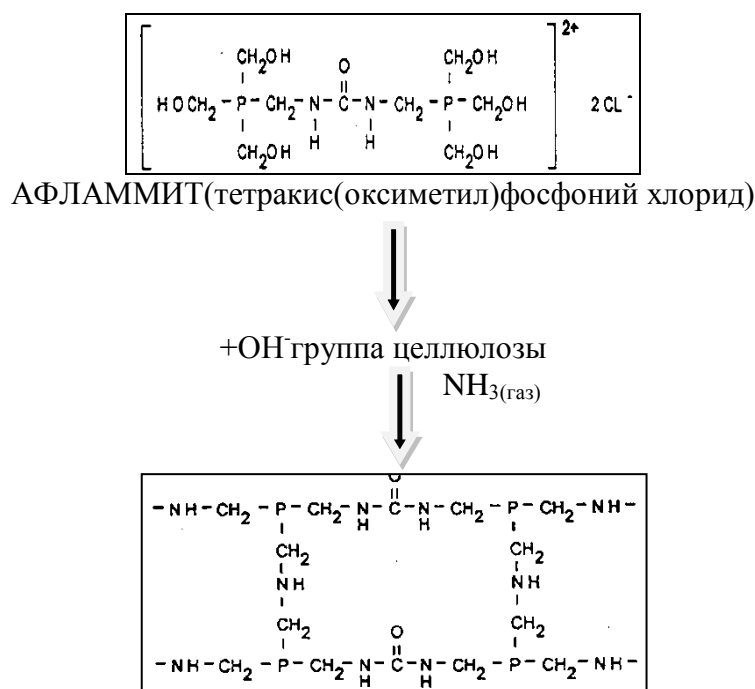 2+
CH₂OH O CH₂OH
HOCH₂-P-CH₂-N-C-N-CH₂-P-CH₂OH 2CL⁻
CH₂OH H H CH₂OH
АФЛАММИТ(тетракис(оксиметил)фосфоний хлорид)
+OH⁻группа целлюлозы
NH₃(газ)
-NH-CH₂-P-CH₂-N-C-N-CH₂-P-CH₂-NH-
H H
CH₂ CH₂
NH NH
CH₂ O CH₂
-NH-CH₂-P-CH₂-N-C-N-CH₂-P-CH₂-NH-
H H